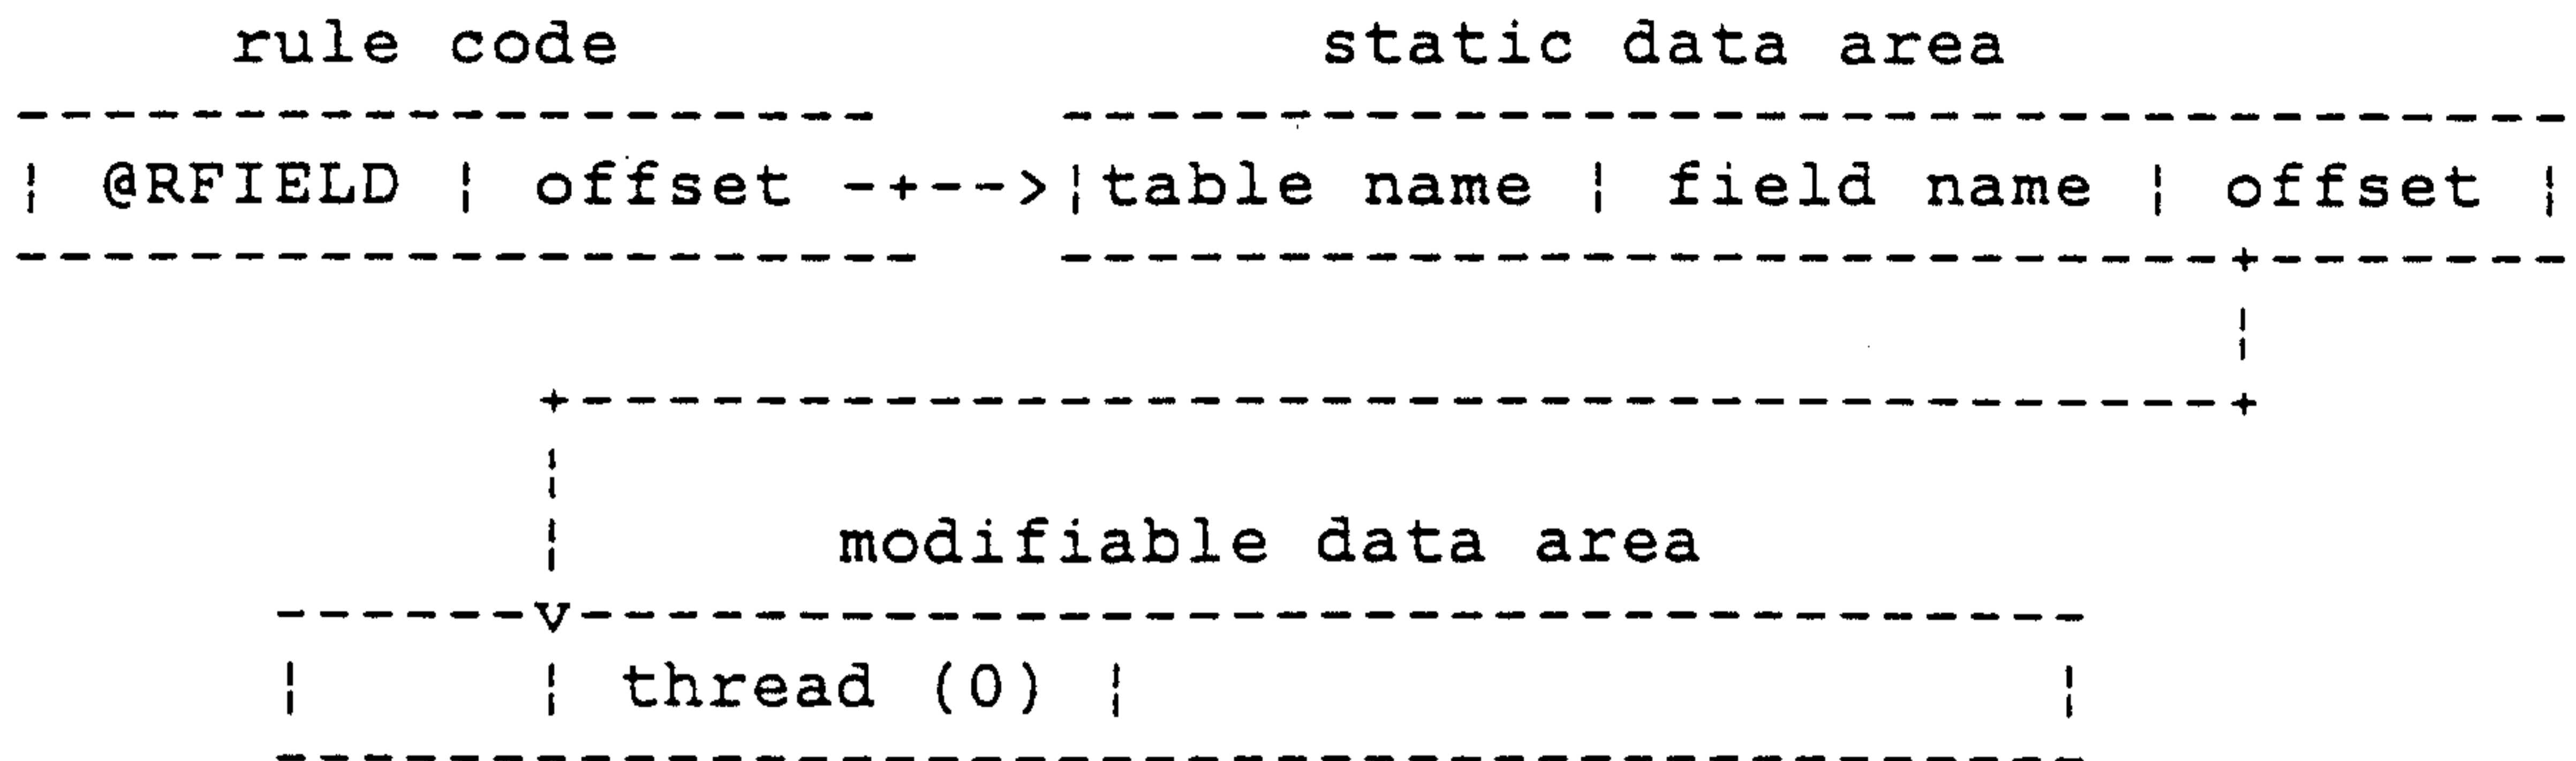 rule code static data area
| @RFIELD | offset -+-->|table name | field name | offset |
modifiable data area
| | thread (0) | |